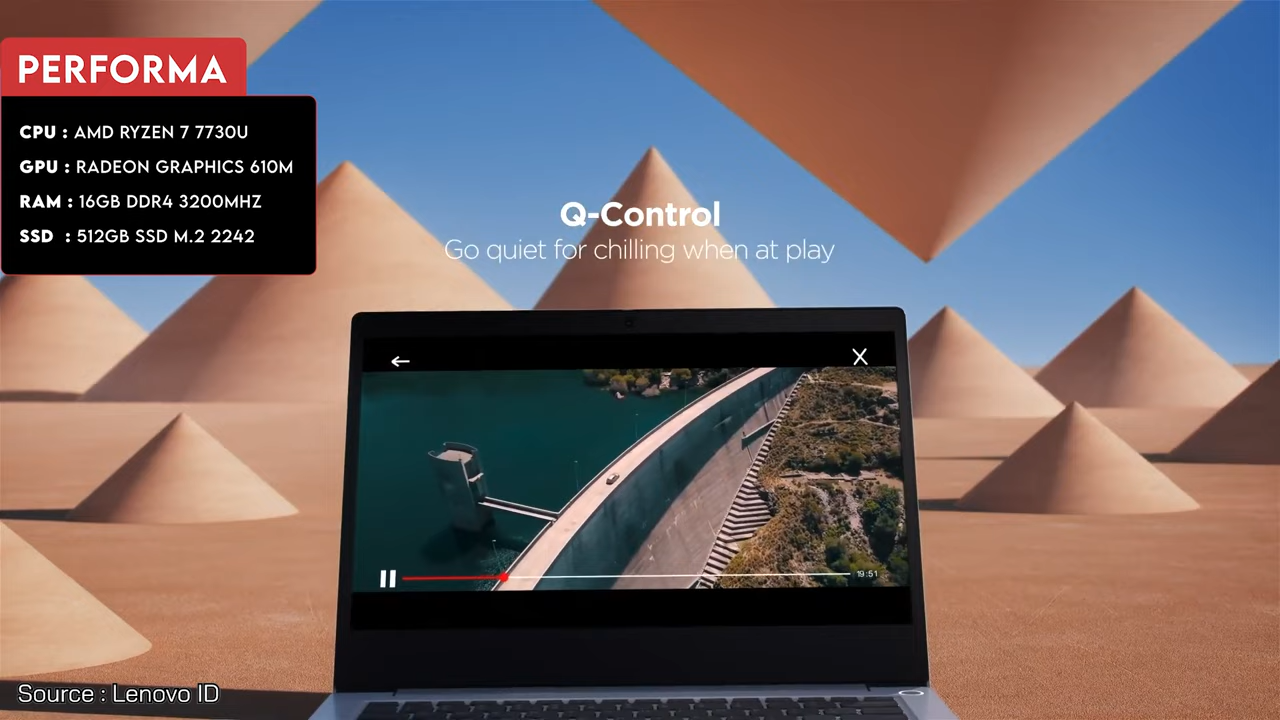 PERFORMA
CPU : AMD RYZEN 7 7730U
GPU : RADEON GRAPHICS 610M
RAM : 16GB DDR4 3200MHZ
SSD : 512GB SSD M.2 2242
Q-Control
Go quiet for chilling when at play
19:51
Source : Lenovo ID